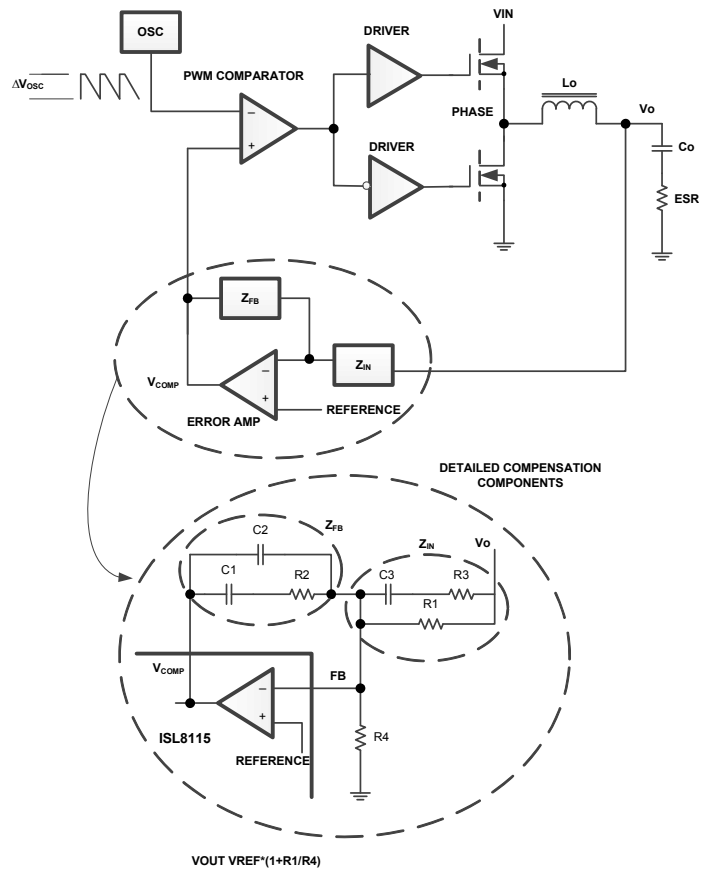 VIN
OSC
DRIVER
ΔVOSC
PWM COMPARATOR
Lo
PHASE
Vo
−
+
DRIVER
Co
ESR
ZFB
ZIN
VCOMP
−
+
REFERENCE
ERROR AMP
DETAILED COMPENSATION
COMPONENTS
C2
ZFB
ZIN
Vo
C1
R2
C3
R3
R1
VCOMP
FB
−
+
R4
ISL8115
REFERENCE
VOUT VREF*(1+R1/R4)